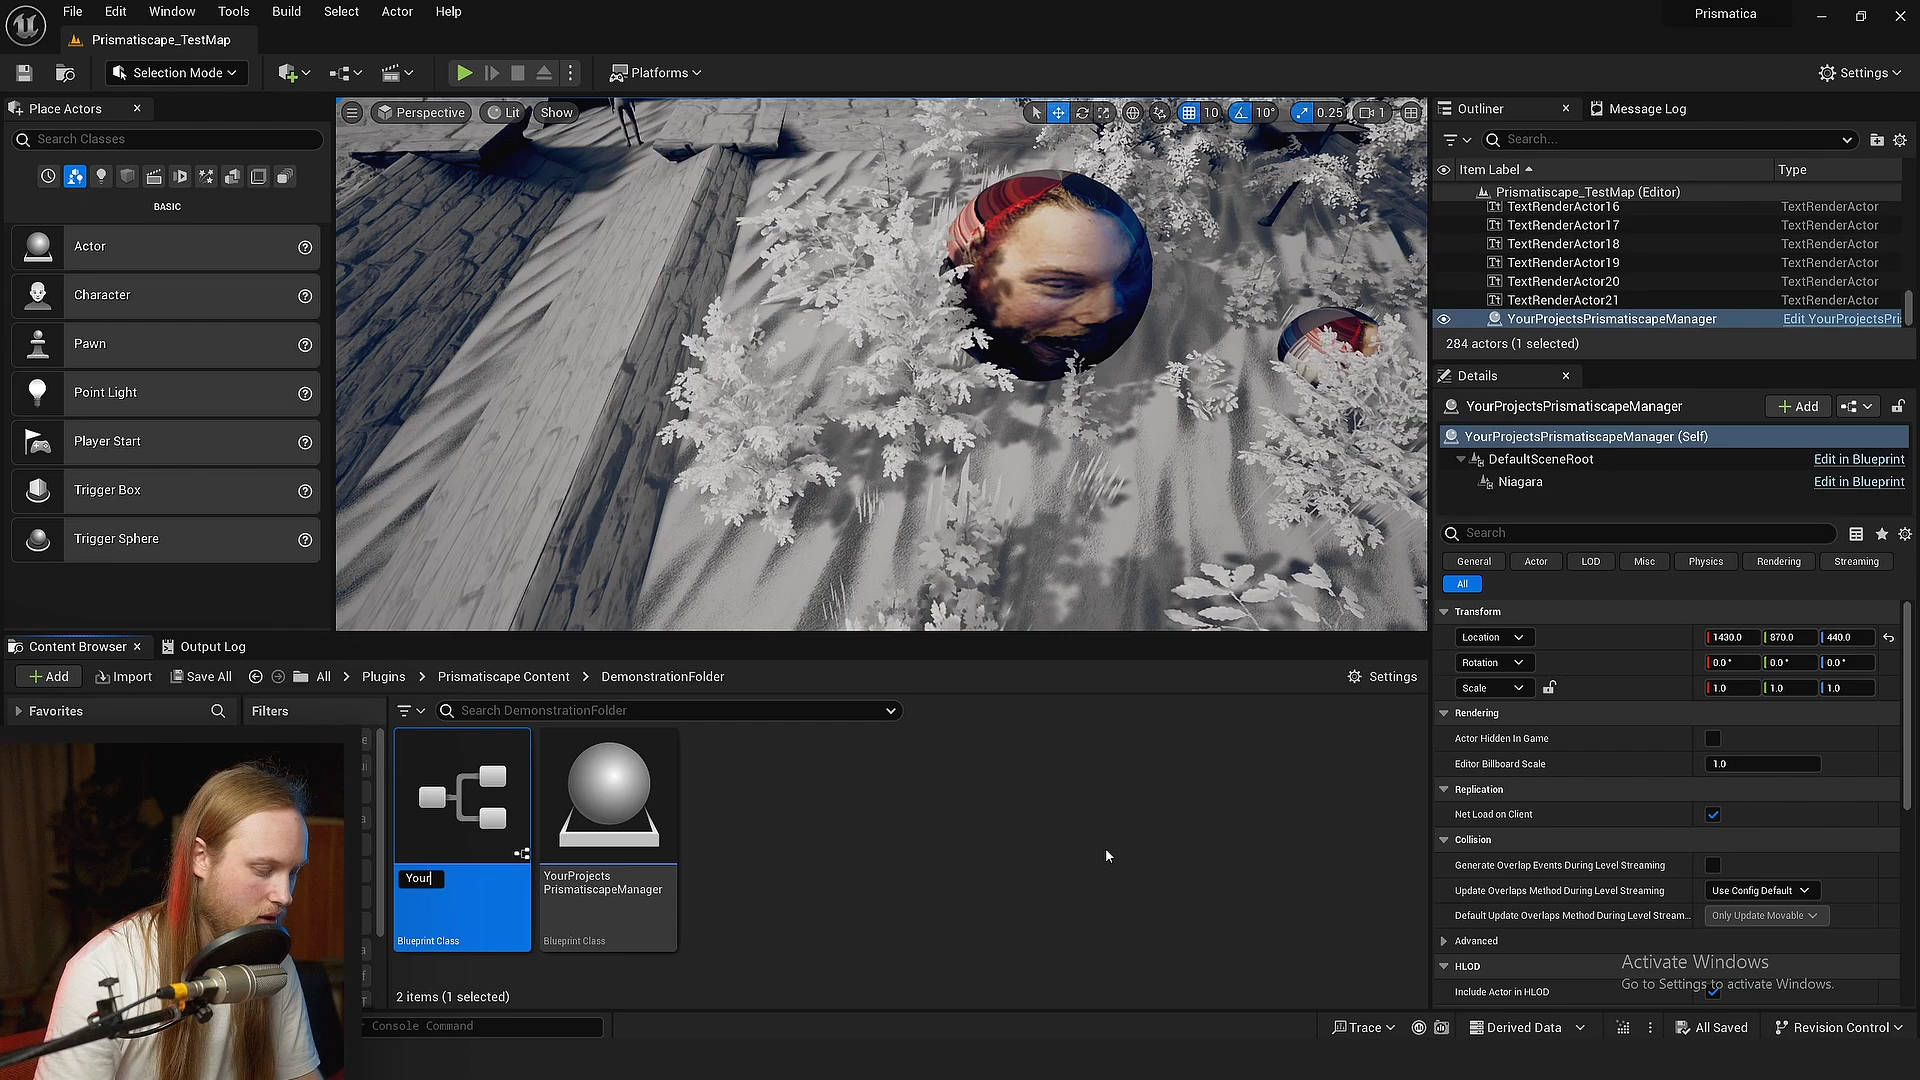 File Edit Window Tools Build Select Actor Help
Prismatica
Prismatiscape_TestMap
Selection Mode
Platforms
Settings
Place Actors
Search Classes
BASIC
Actor
Character
Pawn
Point Light
Player Start
Trigger Box
Trigger Sphere
Perspective
Lit
Show
10
10°
0.25
1
Outliner
Message Log
Search...
Item Label
Type
Prismatiscape_TestMap (Editor)
TextRenderActor16 TextRenderActor
TextRenderActor17 TextRenderActor
TextRenderActor18 TextRenderActor
TextRenderActor19 TextRenderActor
TextRenderActor20 TextRenderActor
TextRenderActor21 TextRenderActor
YourProjectsPrismatiscapeManager Edit YourProjectsPri
284 actors (1 selected)
Details
YourProjectsPrismatiscapeManager
Add
YourProjectsPrismatiscapeManager (Self)
DefaultSceneRoot Edit in Blueprint
Niagara Edit in Blueprint
Search
General Actor LOD Misc Physics Rendering Streaming
All
Transform
Location 1430.0 870.0 440.0
Rotation 0.0° 0.0° 0.0°
Scale 1.0 1.0 1.0
Rendering
Actor Hidden In Game
Editor Billboard Scale 1.0
Replication
Net Load on Client
Collision
Generate Overlap Events During Level Streaming
Update Overlaps Method During Level Streaming Use Config Default
Default Update Overlaps Method During Level Stream... Only Update Movable
Advanced
HLOD
Include Actor in HLOD
Activate Windows
Go to Settings to activate Windows.
Content Browser
Output Log
Add
Import
Save All
All
Plugins
Prismatiscape Content
DemonstrationFolder
Settings
Favorites
Filters
Search DemonstrationFolder
Your
Blueprint Class
YourProjects
PrismatiscapeManager
Blueprint Class
2 items (1 selected)
Console Command
Trace
Derived Data
All Saved
Revision Control